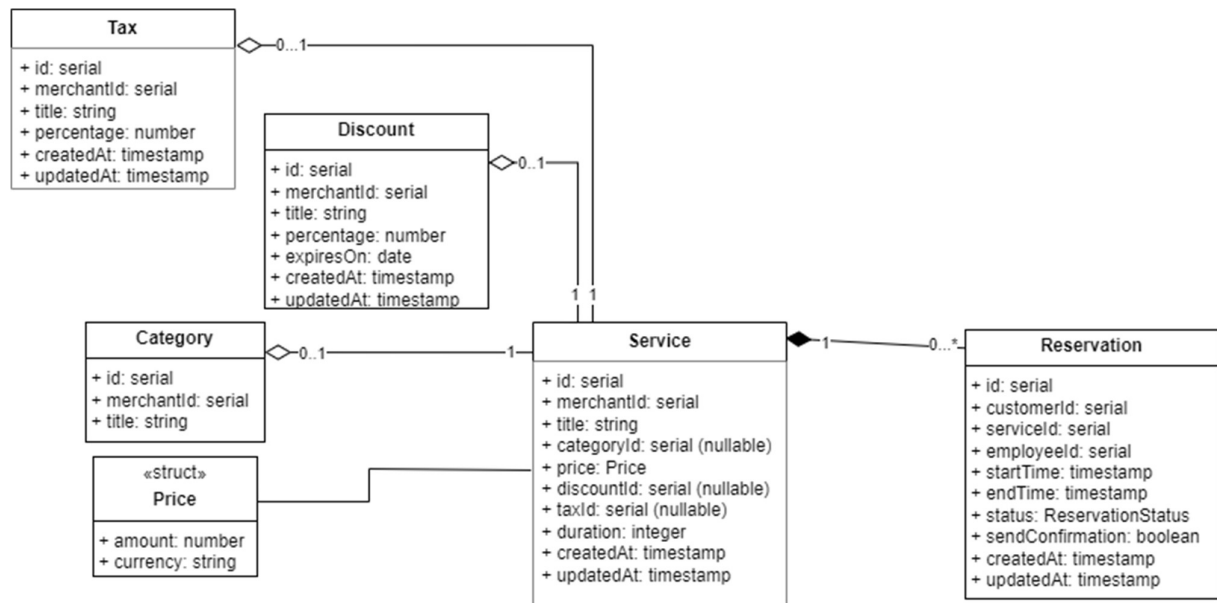 Tax
+ id: serial
+ merchantId: serial
+ title: string
+ percentage: number
+ createdAt: timestamp
+ updatedAt: timestamp
0...1
Discount
+ id: serial
+ merchantId: serial
+ title: string
+ percentage: number
+ expiresOn: date
+ createdAt: timestamp
+ updatedAt: timestamp
0..1
1
1
Category
+ id: serial
+ merchantId: serial
+ title: string
0...1
1
«struct»
Price
+ amount: number
+ currency: string
Service
+ id: serial
+ merchantId: serial
+ title: string
+ categoryId: serial (nullable)
+ price: Price
+ discountId: serial (nullable)
+ taxId: serial (nullable)
+ duration: integer
+ createdAt: timestamp
+ updatedAt: timestamp
1
0...*
Reservation
+ id: serial
+ customerId: serial
+ serviceId: serial
+ employeeId: serial
+ startTime: timestamp
+ endTime: timestamp
+ status: ReservationStatus
+ sendConfirmation: boolean
+ createdAt: timestamp
+ updatedAt: timestamp